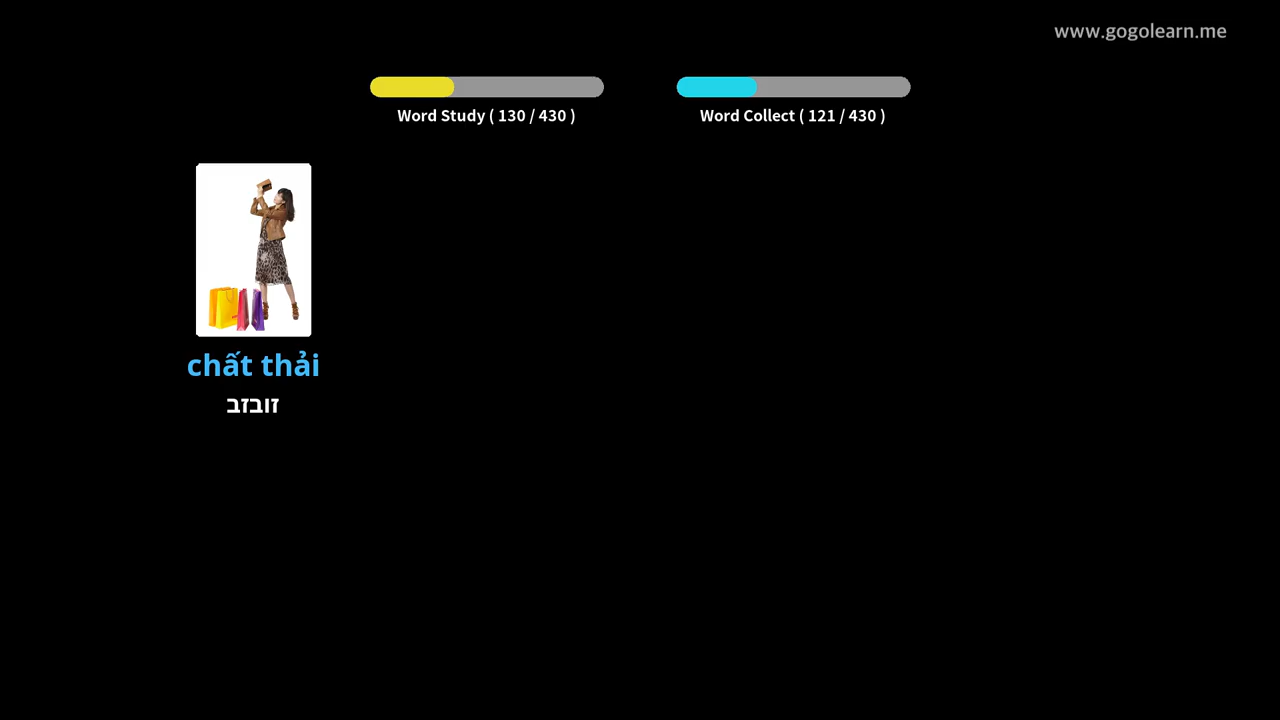 www.gogolearn.me
Word Study ( 130 / 430 )
Word Collect ( 121 / 430 )
chất thải
זובזב